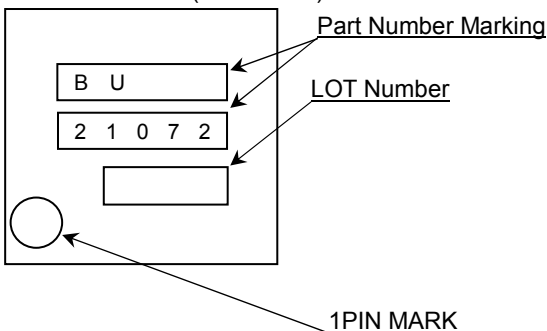 Part Number Marking
B U
LOT Number
2 1 0 7 2
1PIN MARK